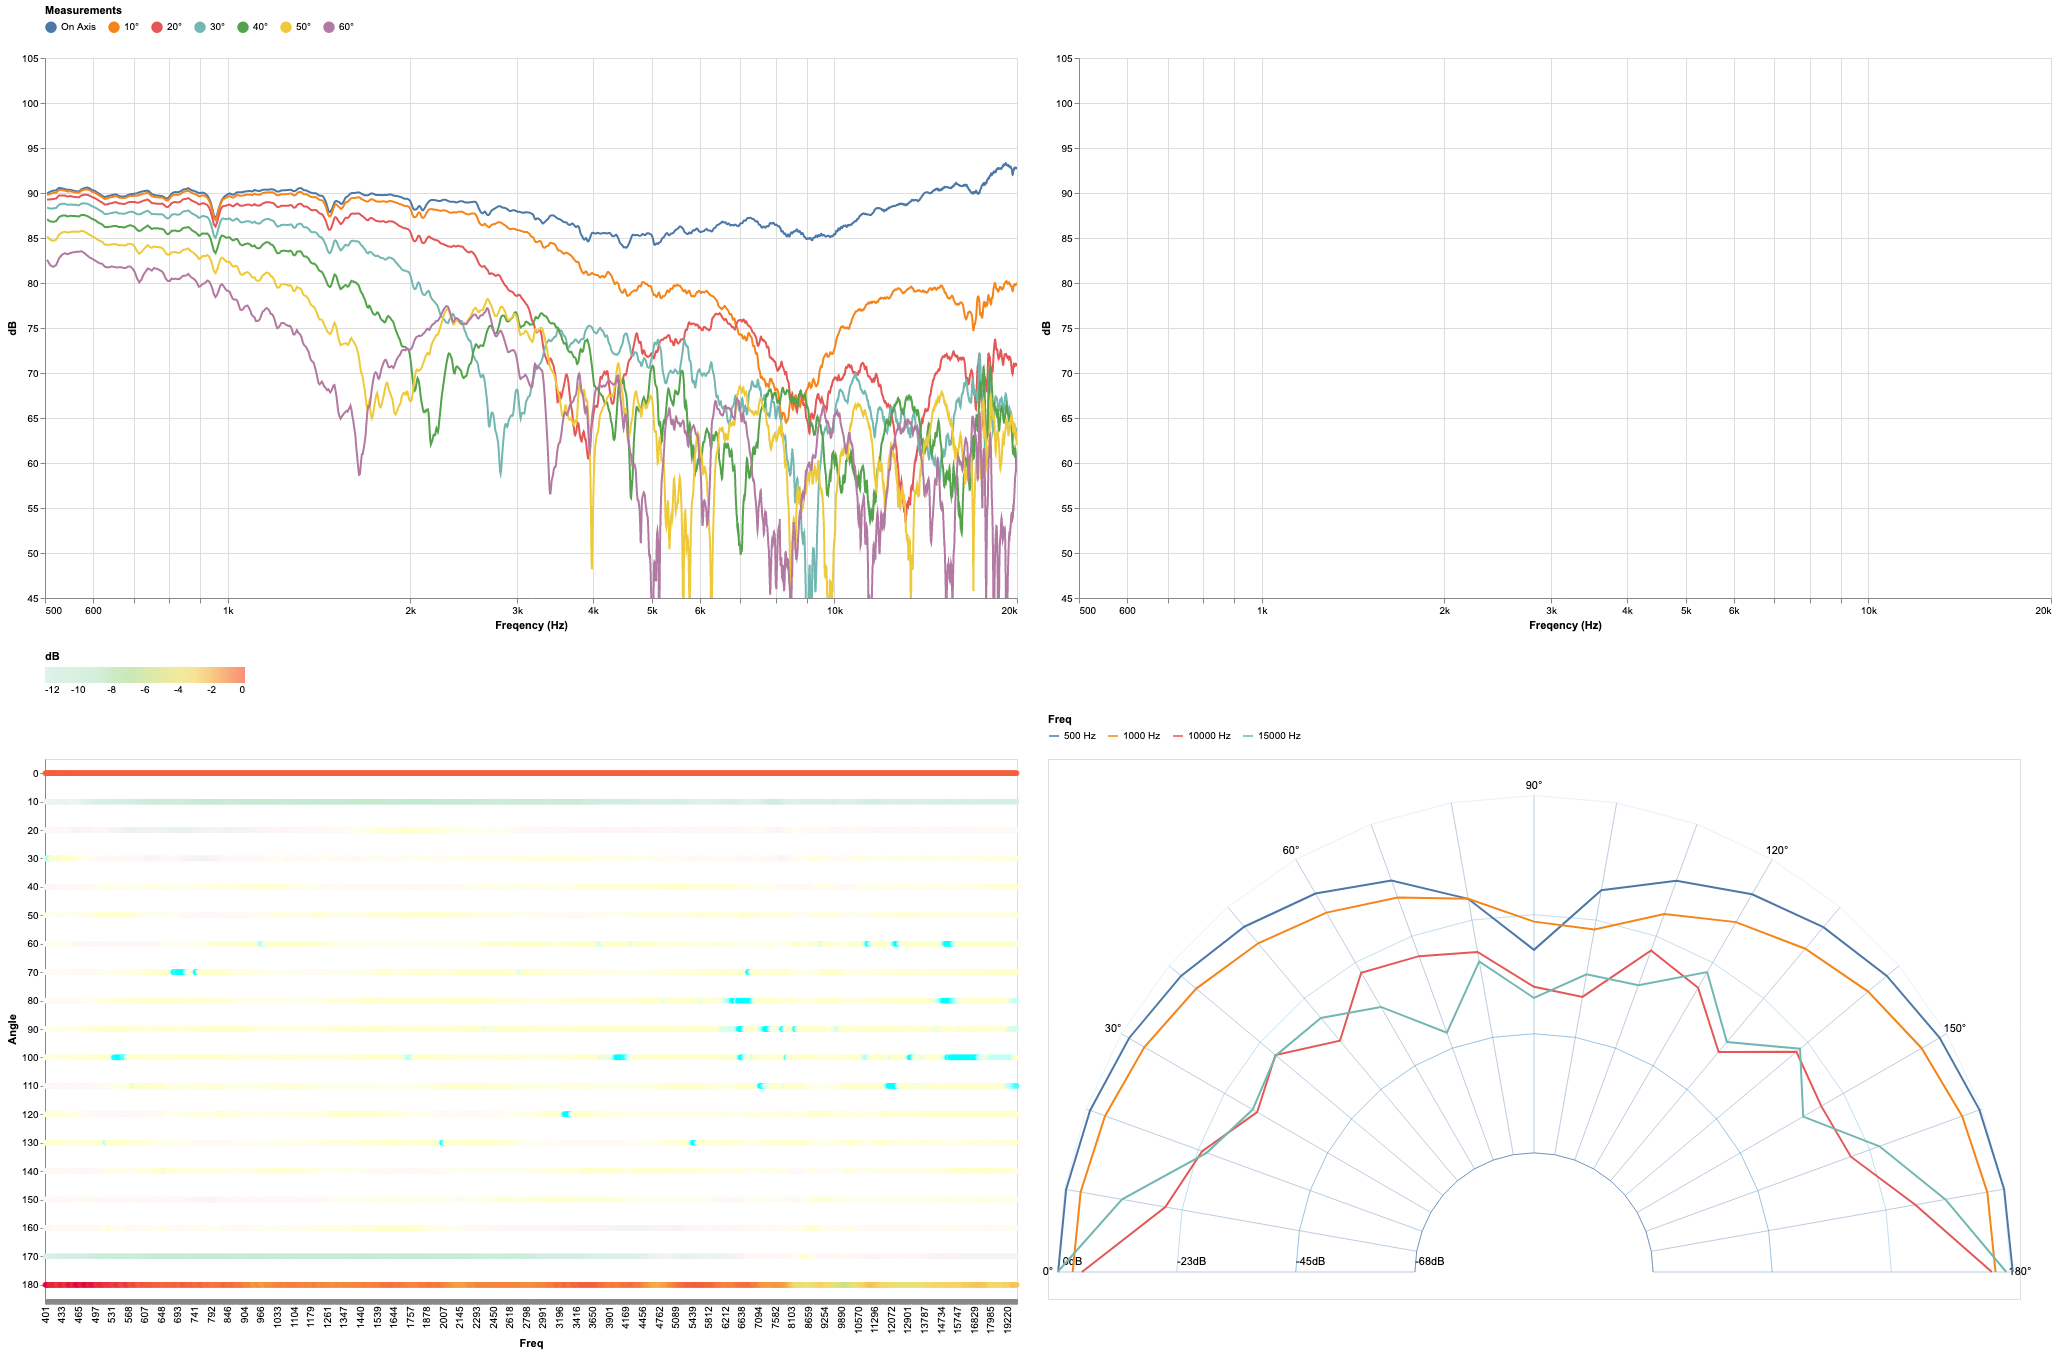 Measurements
On Axis 10° 20° 30° 40° 50° 60°
105 100 95 90 85 80 75 70 65 60 55 50 45
dB
500 600 1k 2k 3k 4k 5k 6k 10k 20k
Freqency (Hz)
105 100 95 90 85 80 75 70 65 60 55 50 45
dB
500 600 1k 2k 3k 4k 5k 6k 10k 20k
Freqency (Hz)
dB
-12 -10 -8 -6 -4 -2 0
0 10 20 30 40 50 60 70 80 90 100 110 120 130 140 150 160 170 180
Angle
401 433 465 497 531 568 607 648 693 741 792 846 904 966 1033 1104 1179 1261 1347 1440 1539 1644 1757 1878 2007 2145 2293 2450 2618 2798 2991 3196 3416 3650 3901 4169 4456 4762 5089 5439 5812 6212 6638 7094 7582 8103 8659 9254 9890 10570 11296 12072 12901 13787 14734 15747 16829 17985 19220
Freq
Freq
500 Hz 1000 Hz 10000 Hz 15000 Hz
90°
60° 120°
30° 150°
0° 0dB -23dB -45dB -68dB 180°